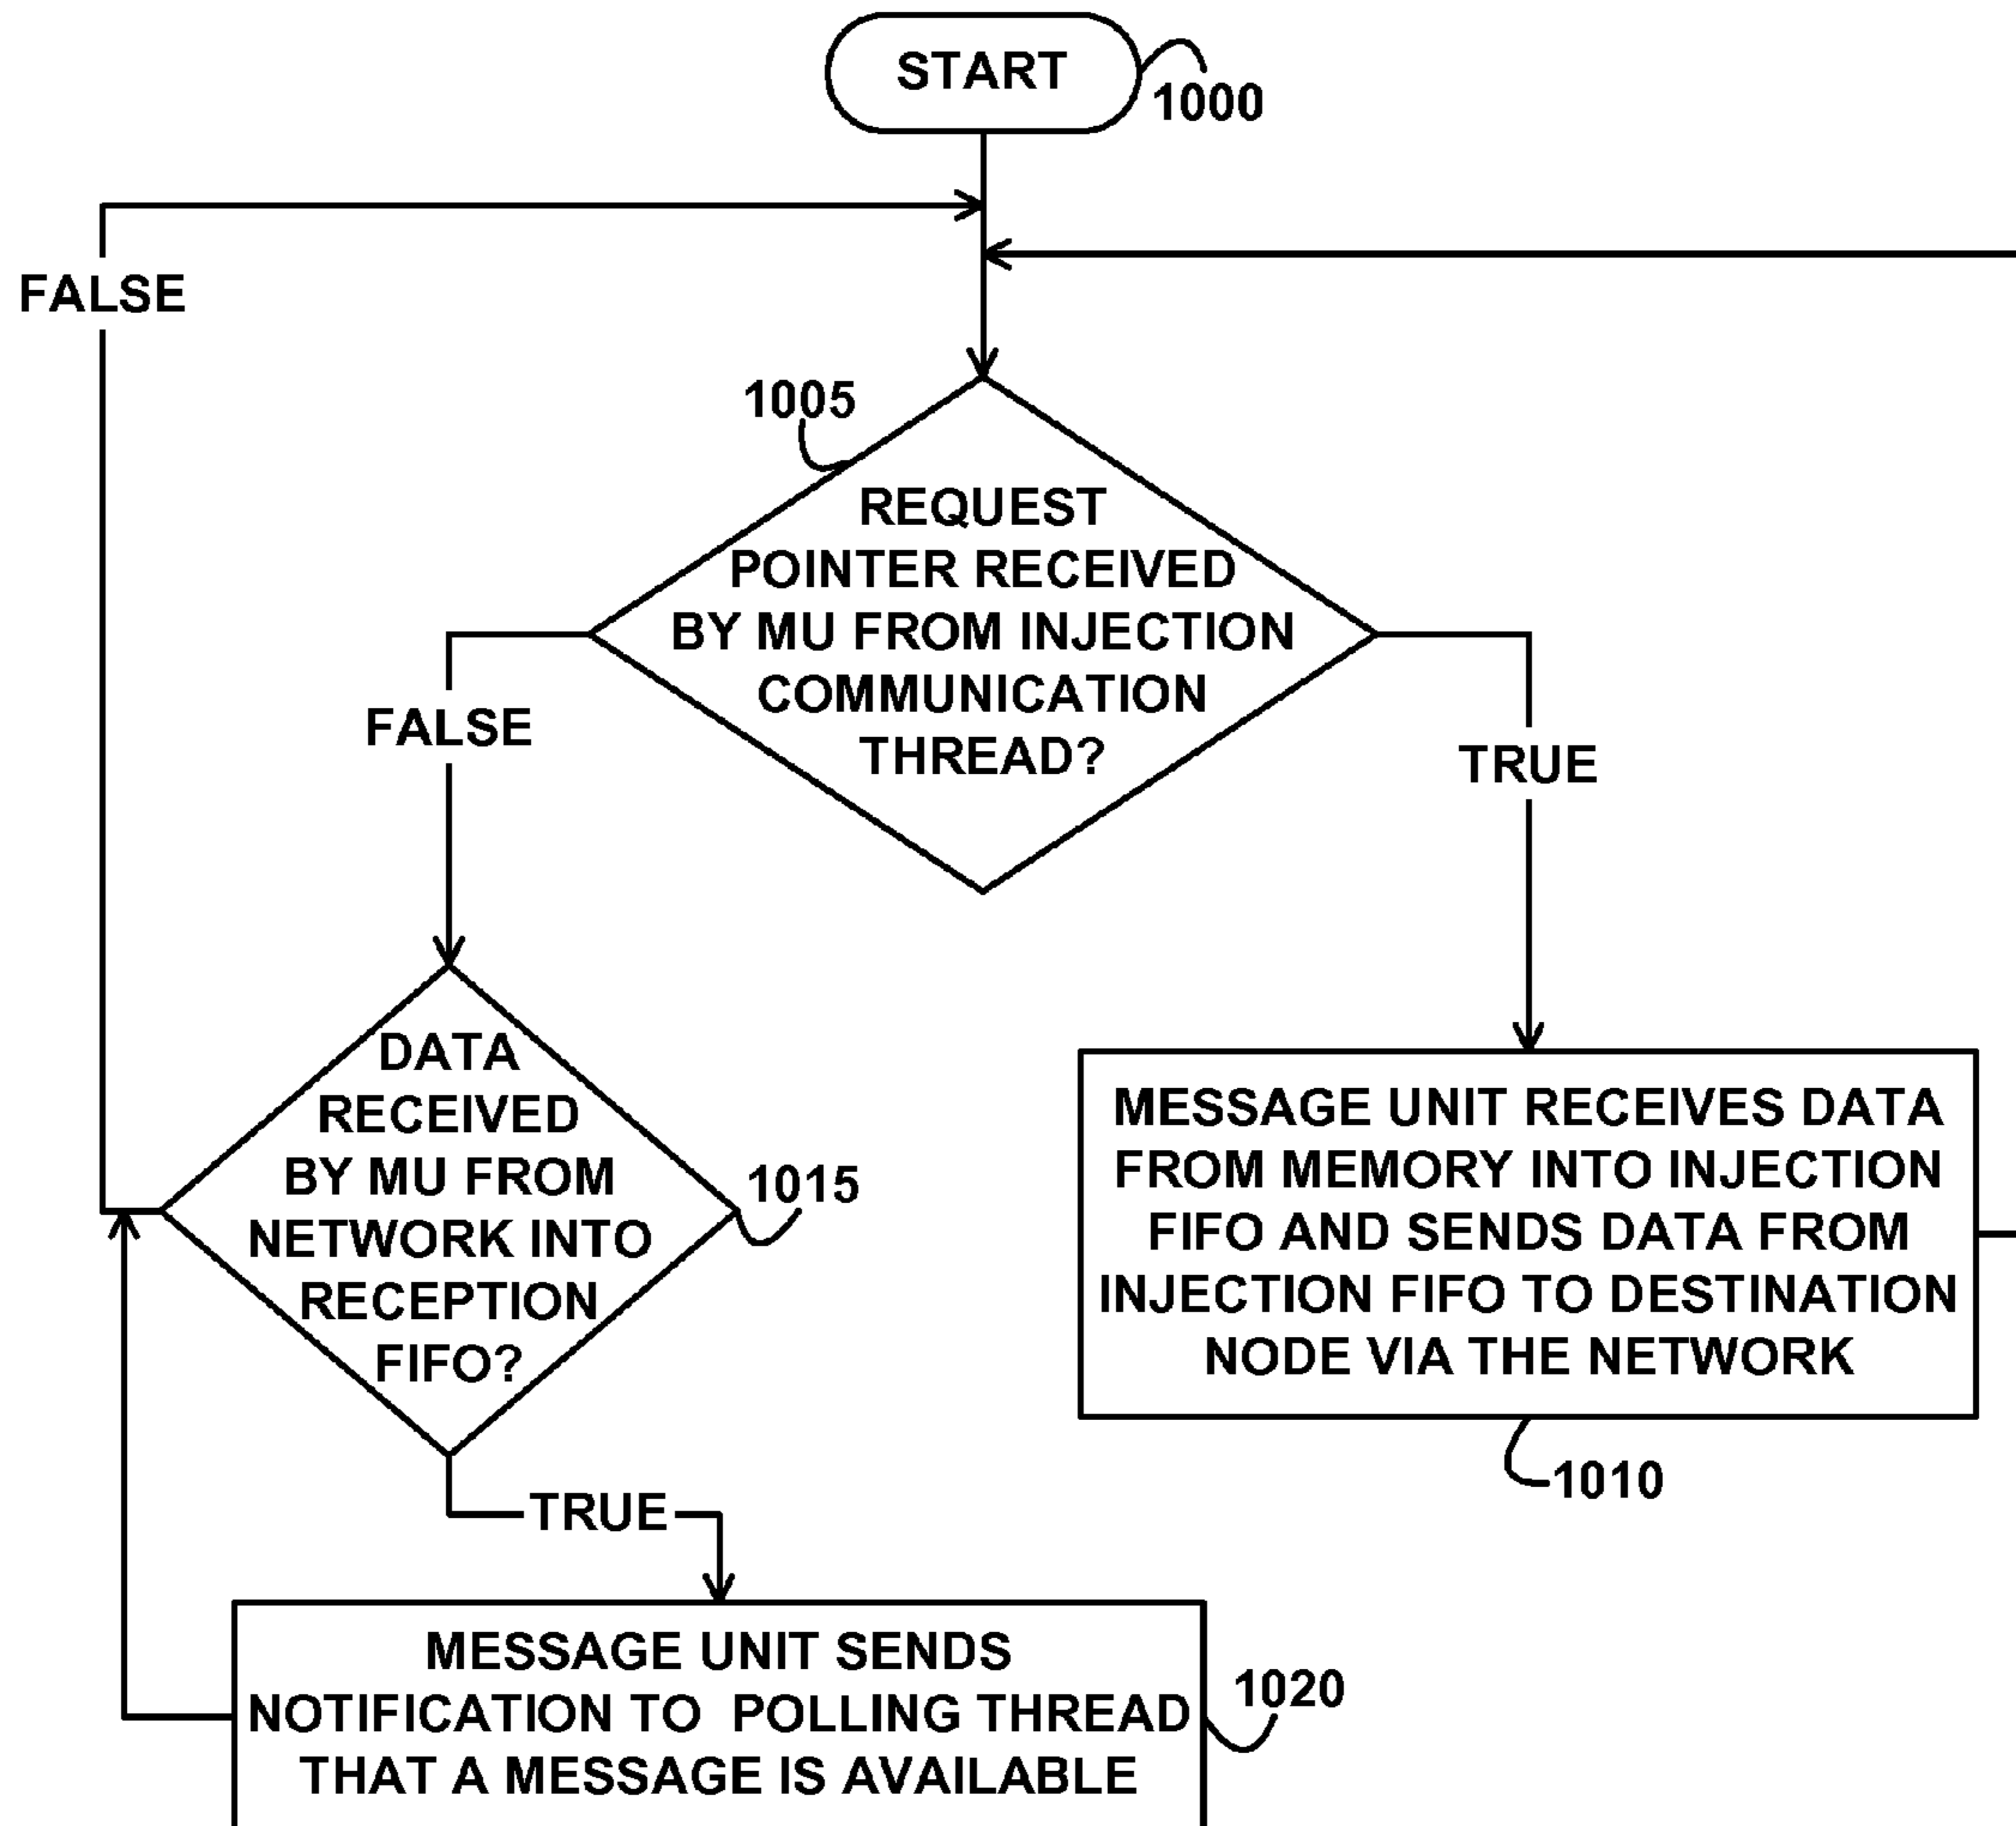 START
1000
FALSE
1005
REQUEST
POINTER RECEIVED
BY MU FROM INJECTION
COMMUNICATION
THREAD?
FALSE
TRUE
DATA
RECEIVED
BY MU FROM
NETWORK INTO
RECEPTION
FIFO?
1015
MESSAGE UNIT RECEIVES DATA
FROM MEMORY INTO INJECTION
FIFO AND SENDS DATA FROM
INJECTION FIFO TO DESTINATION
NODE VIA THE NETWORK
1010
TRUE
MESSAGE UNIT SENDS
NOTIFICATION TO POLLING THREAD
THAT A MESSAGE IS AVAILABLE
1020